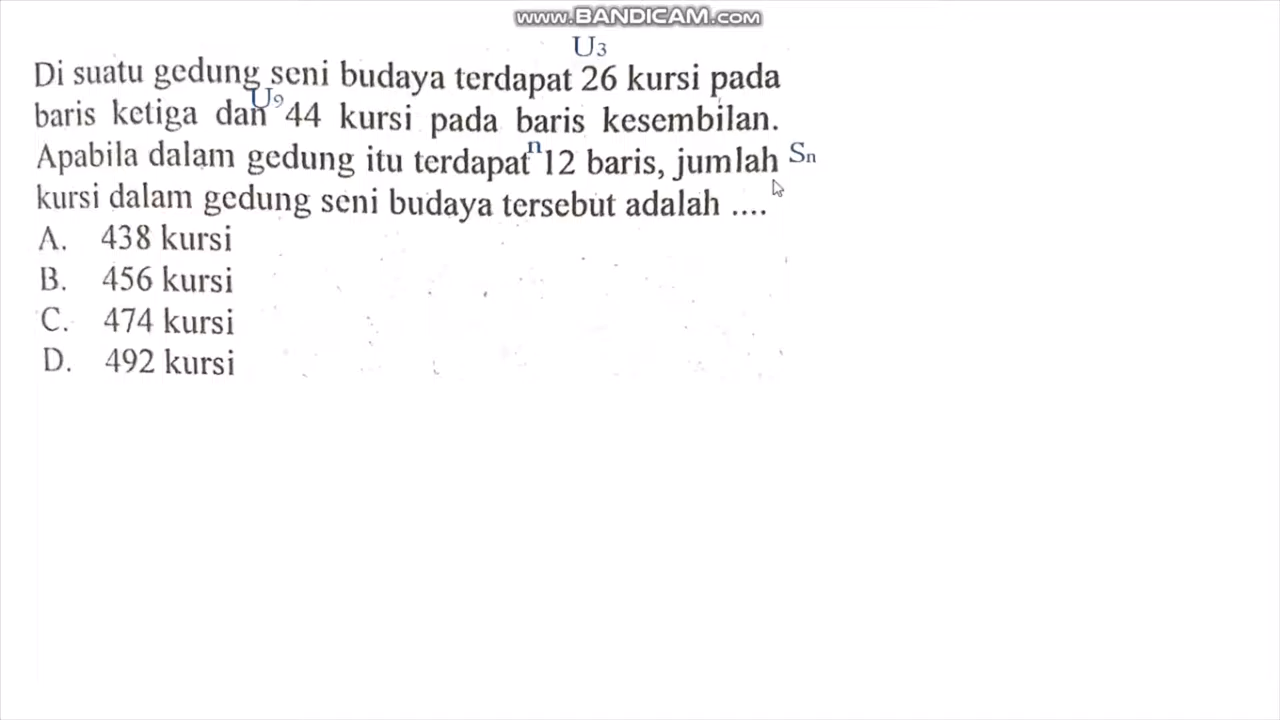 www.BANDICAM.com
U3
Di suatu gedung seni budaya terdapat 26 kursi pada
U9
baris ketiga dan 44 kursi pada baris kesembilan.
n
Apabila dalam gedung itu terdapat 12 baris, jumlah Sn
kursi dalam gedung seni budaya tersebut adalah ....
A. 438 kursi
B. 456 kursi
C. 474 kursi
D. 492 kursi